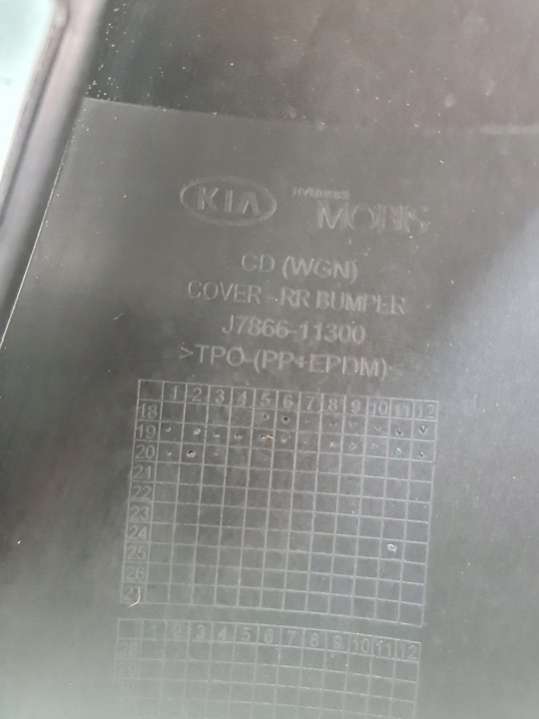 KIA
HYUNDAI
MOBIS
CD (WGN)
COVER-RR BUMPER
J7866-11300
>TPO-(PP+EPDM)<
1 2 3 4 5 6 7 8 9 10 11 12
18
19
20
21
22
23
24
25
26
27
1 2 3 4 5 6 7 8 9 10 11 12
28